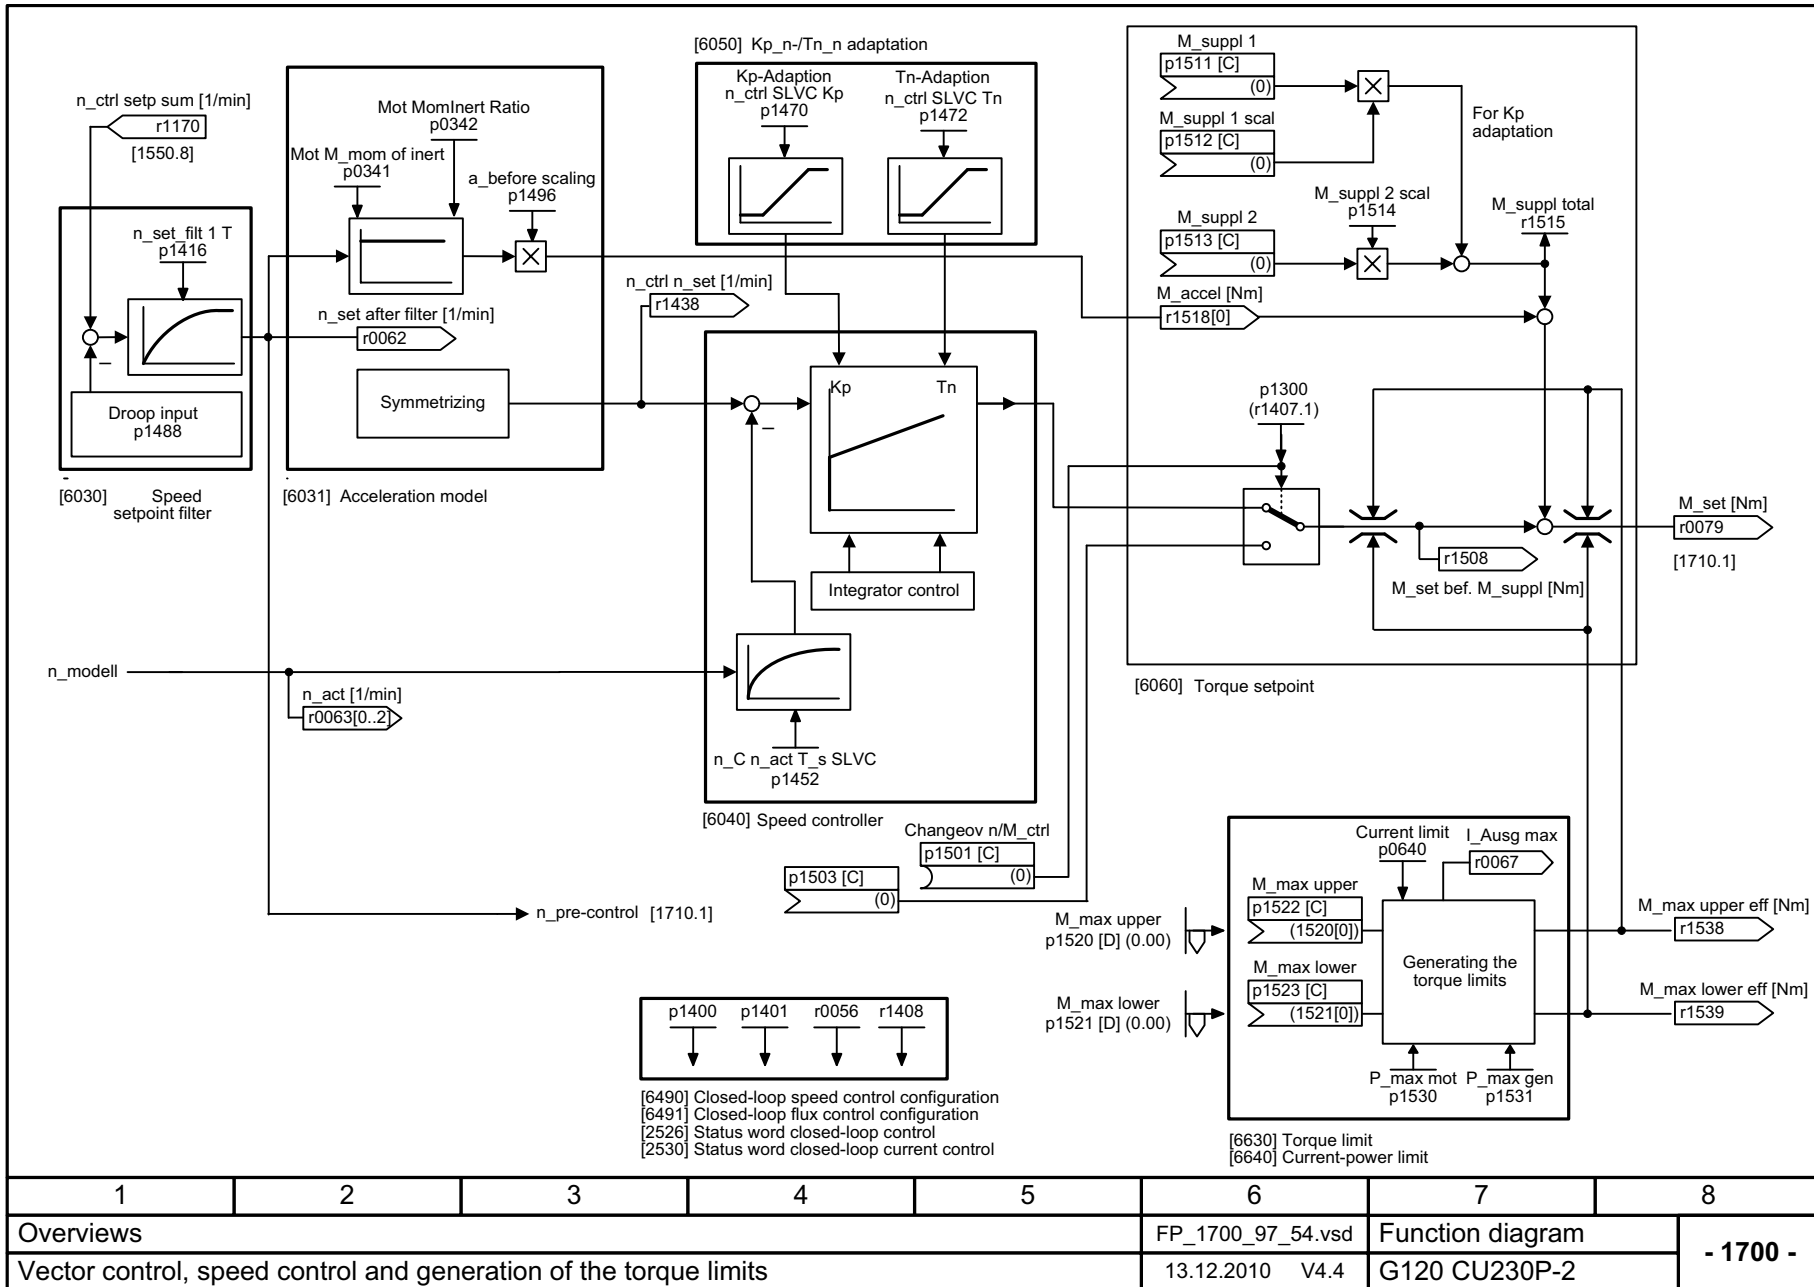 n_ctrl setp sum [1/min]
r1170
[1550.8]
n_set_filt 1 T
p1416
Droop input
p1488
–
[6030] Speed
setpoint filter
Mot MomInert Ratio
p0342
Mot M_mom of inert
p0341
a_before scaling
p1496
n_set after filter [1/min]
r0062
Symmetrizing
[6031] Acceleration model
[6050] Kp_n-/Tn_n adaptation
Kp-Adaption
n_ctrl SLVC Kp
p1470
Tn-Adaption
n_ctrl SLVC Tn
p1472
n_ctrl n_set [1/min]
r1438
Kp
Tn
–
Integrator control
n_C n_act T_s SLVC
p1452
[6040] Speed controller
n_modell
n_act [1/min]
r0063[0..2]
n_pre-control [1710.1]
Changeov n/M_ctrl
p1501 [C]
(0)
p1503 [C]
(0)
M_suppl 1
p1511 [C]
(0)
M_suppl 1 scal
p1512 [C]
(0)
For Kp
adaptation
M_suppl 2 scal
p1514
M_suppl 2
p1513 [C]
(0)
M_suppl total
r1515
M_accel [Nm]
r1518[0]
p1300
(r1407.1)
r1508
M_set bef. M_suppl [Nm]
M_set [Nm]
r0079
[1710.1]
[6060] Torque setpoint
Current limit
p0640
I_Ausg max
r0067
M_max upper
p1520 [D] (0.00)
M_max upper
p1522 [C]
(1520[0])
M_max lower
p1521 [D] (0.00)
M_max lower
p1523 [C]
(1521[0])
Generating the
torque limits
M_max upper eff [Nm]
r1538
M_max lower eff [Nm]
r1539
P_max mot
p1530
P_max gen
p1531
[6630] Torque limit
[6640] Current-power limit
p1400 p1401 r0056 r1408
[6490] Closed-loop speed control configuration
[6491] Closed-loop flux control configuration
[2526] Status word closed-loop control
[2530] Status word closed-loop current control
1 2 3 4 5 6 7 8
Overviews
FP_1700_97_54.vsd
Function diagram
- 1700 -
Vector control, speed control and generation of the torque limits
13.12.2010 V4.4
G120 CU230P-2